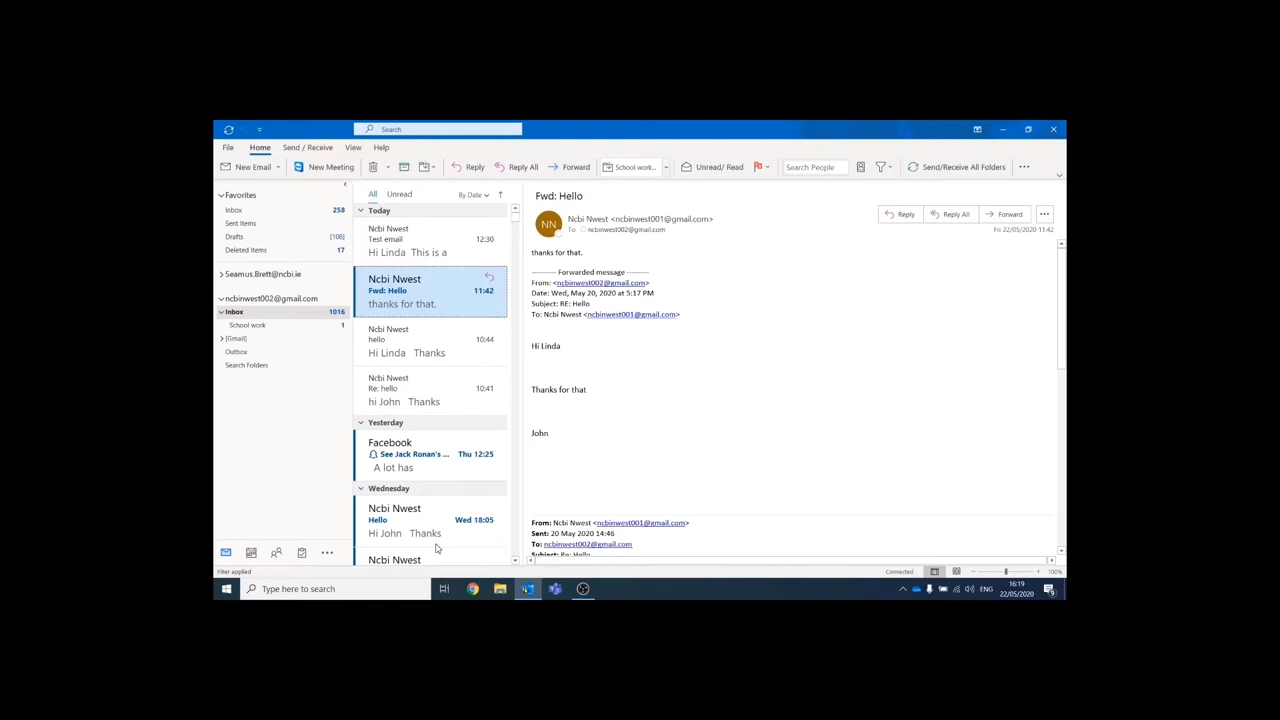 Search
File Home Send / Receive View Help
New Email New Meeting Reply Reply All Forward School work... Unread/ Read Search People Send/Receive All Folders ...
Favorites
Inbox 258
Sent Items
Drafts [106]
Deleted Items 17
Seamus.Brett@ncbi.ie
ncbinwest002@gmail.com
Inbox 1016
School work 1
[Gmail]
Outbox
Search Folders
All Unread By Date
Today
Ncbi Nwest
Test email 12:30
Hi Linda This is a
Ncbi Nwest
Fwd: Hello 11:42
thanks for that.
Ncbi Nwest
hello 10:44
Hi Linda Thanks
Ncbi Nwest
Re: hello 10:41
hi John Thanks
Yesterday
Facebook
See Jack Ronan's ... Thu 12:25
A lot has
Wednesday
Ncbi Nwest
Hello Wed 18:05
Hi John Thanks
Ncbi Nwest
Fwd: Hello
NN
Ncbi Nwest <ncbinwest001@gmail.com>
To ncbinwest002@gmail.com
Reply Reply All Forward ...
Fri 22/05/2020 11:42
thanks for that.
---------- Forwarded message ---------
From: <ncbinwest002@gmail.com>
Date: Wed, May 20, 2020 at 5:17 PM
Subject: RE: Hello
To: Ncbi Nwest <ncbinwest001@gmail.com>
Hi Linda
Thanks for that
John
From: Ncbi Nwest <ncbinwest001@gmail.com>
Sent: 20 May 2020 14:46
To: ncbinwest002@gmail.com
Subject: Re: Hello
Filter applied
Connected 100%
Type here to search
ENG
16:19
22/05/2020